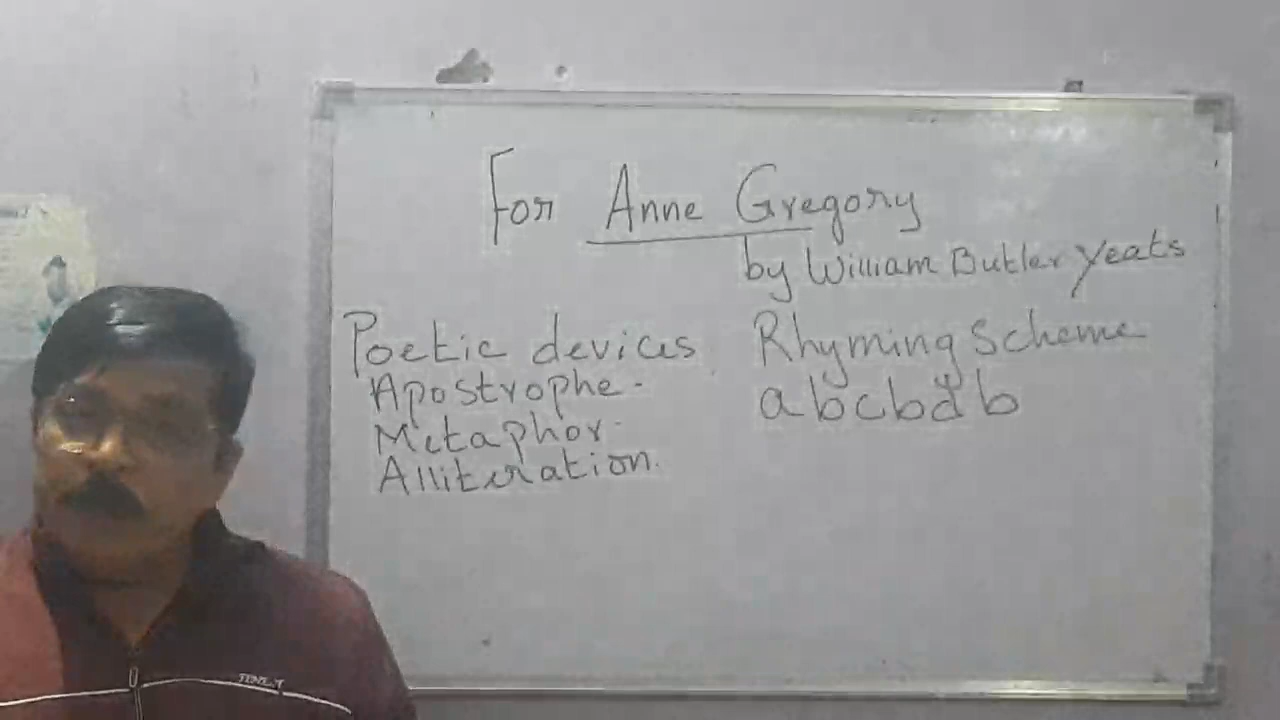 For Anne Gregory
by William Butler Yeats
Poetic devices
Apostrophe.
Metaphor.
Alliteration.
Rhyming Scheme
abcbdb